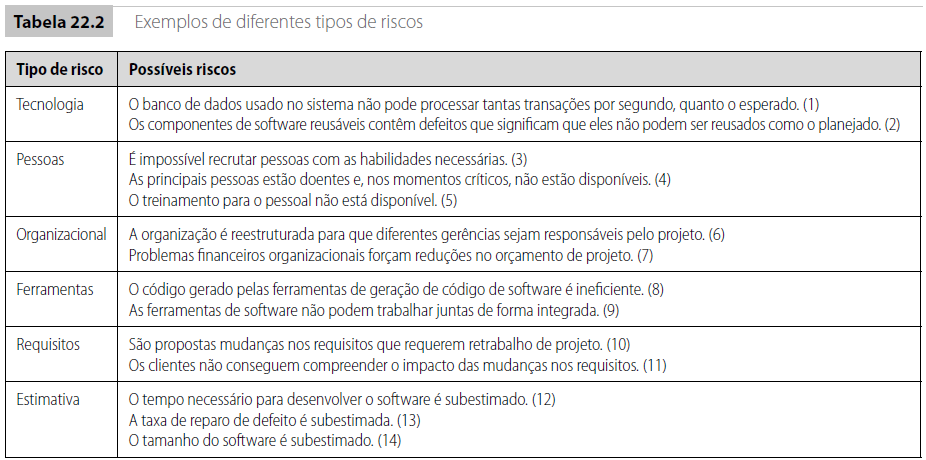 Tabela 22.2 Exemplos de diferentes tipos de riscos
Tipo de risco Possíveis riscos
Tecnologia O banco de dados usado no sistema não pode processar tantas transações por segundo, quanto o esperado. (1)
Os componentes de software reusáveis contêm defeitos que significam que eles não podem ser reusados como o planejado. (2)
Pessoas É impossível recrutar pessoas com as habilidades necessárias. (3)
As principais pessoas estão doentes e, nos momentos críticos, não estão disponíveis. (4)
O treinamento para o pessoal não está disponível. (5)
Organizacional A organização é reestruturada para que diferentes gerências sejam responsáveis pelo projeto. (6)
Problemas financeiros organizacionais forçam reduções no orçamento de projeto. (7)
Ferramentas O código gerado pelas ferramentas de geração de código de software é ineficiente. (8)
As ferramentas de software não podem trabalhar juntas de forma integrada. (9)
Requisitos São propostas mudanças nos requisitos que requerem retrabalho de projeto. (10)
Os clientes não conseguem compreender o impacto das mudanças nos requisitos. (11)
Estimativa O tempo necessário para desenvolver o software é subestimado. (12)
A taxa de reparo de defeito é subestimada. (13)
O tamanho do software é subestimado. (14)